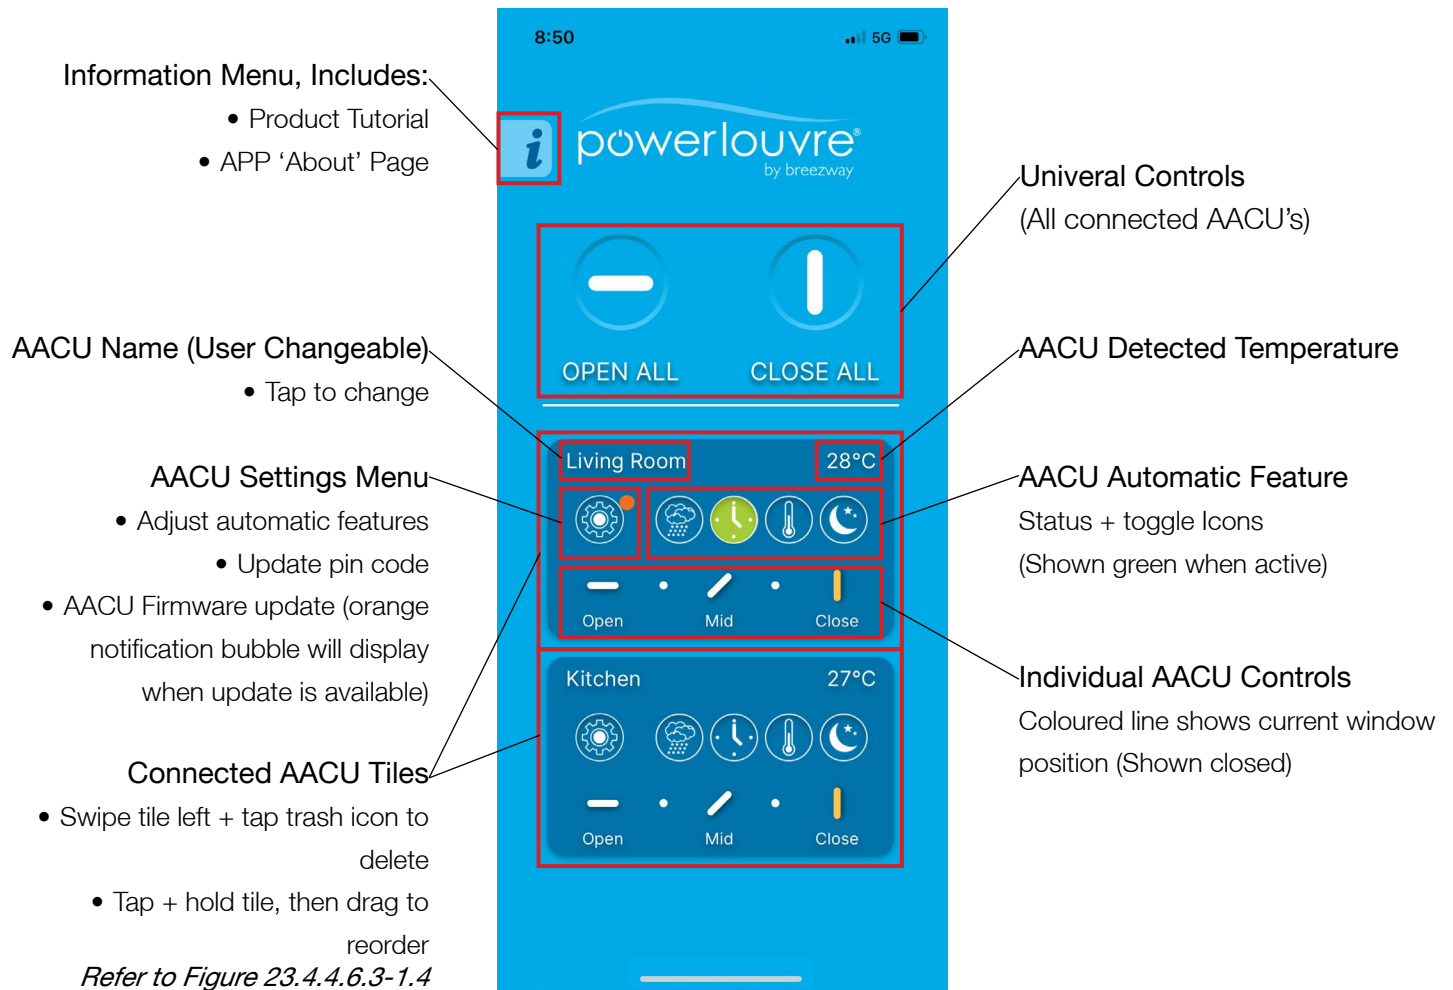 Information Menu, Includes:
• Product Tutorial
• APP ‘About’ Page
AACU Name (User Changeable)
• Tap to change
AACU Settings Menu
• Adjust automatic features
• Update pin code
• AACU Firmware update (orange
notification bubble will display
when update is available)
Connected AACU Tiles
• Swipe tile left + tap trash icon to
delete
• Tap + hold tile, then drag to
reorder
Refer to Figure 23.4.4.6.3-1.4
8:50
5G
i
powerlouvre®
by breezway
OPEN ALL
CLOSE ALL
Living Room
28°C
Open
Mid
Close
Kitchen
27°C
Open
Mid
Close
Univeral Controls
(All connected AACU’s)
AACU Detected Temperature
AACU Automatic Feature
Status + toggle Icons
(Shown green when active)
Individual AACU Controls
Coloured line shows current window
position (Shown closed)